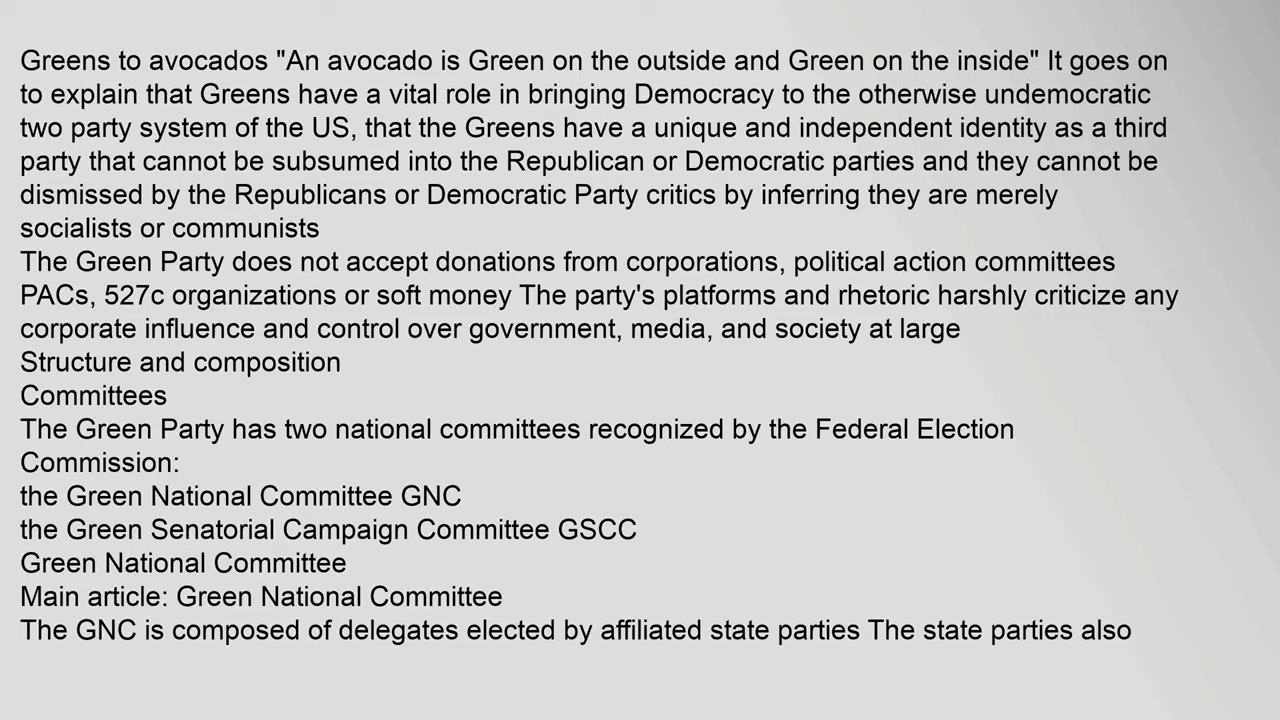 Greens to avocados "An avocado is Green on the outside and Green on the inside" It goes on
to explain that Greens have a vital role in bringing Democracy to the otherwise undemocratic
two party system of the US, that the Greens have a unique and independent identity as a third
party that cannot be subsumed into the Republican or Democratic parties and they cannot be
dismissed by the Republicans or Democratic Party critics by inferring they are merely
socialists or communists
The Green Party does not accept donations from corporations, political action committees
PACs, 527c organizations or soft money The party's platforms and rhetoric harshly criticize any
corporate influence and control over government, media, and society at large
Structure and composition
Committees
The Green Party has two national committees recognized by the Federal Election
Commission:
the Green National Committee GNC
the Green Senatorial Campaign Committee GSCC
Green National Committee
Main article: Green National Committee
The GNC is composed of delegates elected by affiliated state parties The state parties also